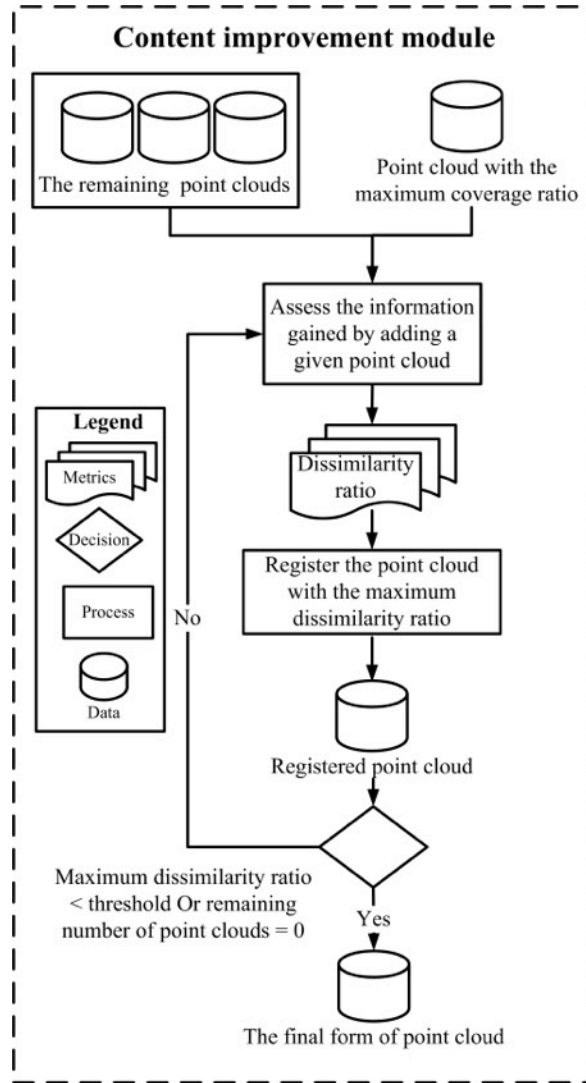 Content improvement module
The remaining point clouds
Point cloud with the
maximum coverage ratio
Assess the information
gained by adding a
given point cloud
Legend
Metrics
Decision
Process
Data
Dissimilarity
ratio
Register the point cloud
with the maximum
dissimilarity ratio
No
Registered point cloud
Maximum dissimilarity ratio
< threshold Or remaining
number of point clouds = 0
Yes
The final form of point cloud